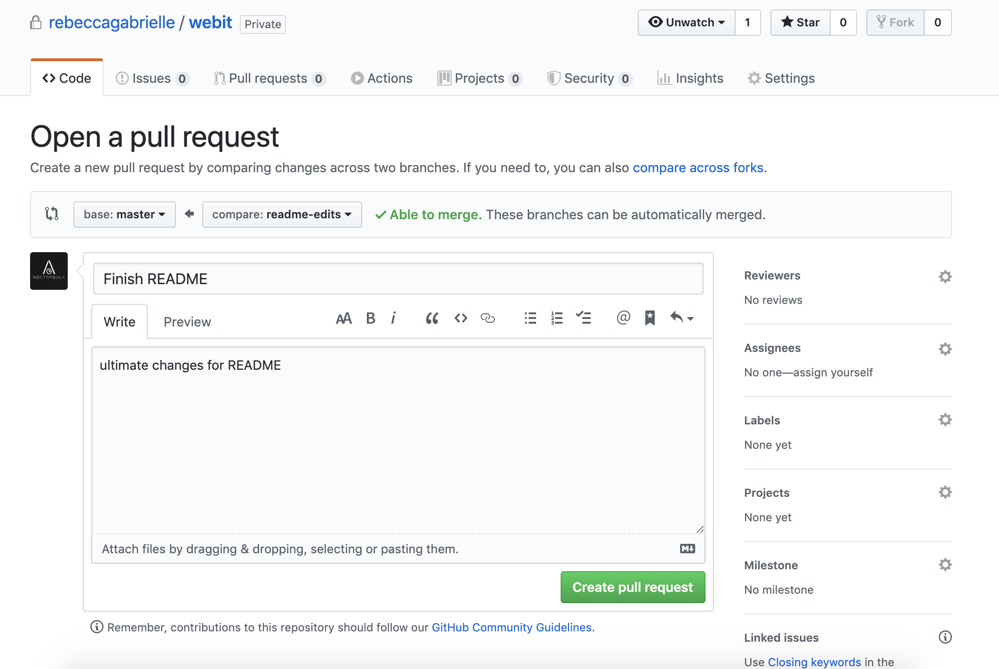 rebeccagabrielle / webit Private
Unwatch 1 Star 0 Fork 0
Code Issues 0 Pull requests 0 Actions Projects 0 Security 0 Insights Settings
Open a pull request
Create a new pull request by comparing changes across two branches. If you need to, you can also compare across forks.
base: master compare: readme-edits Able to merge. These branches can be automatically merged.
NOCTAMBULA
Finish README
Write Preview
ultimate changes for README
Attach files by dragging & dropping, selecting or pasting them.
Create pull request
Remember, contributions to this repository should follow our GitHub Community Guidelines.
Reviewers
No reviews
Assignees
No one—assign yourself
Labels
None yet
Projects
None yet
Milestone
No milestone
Linked issues
Use Closing keywords in the